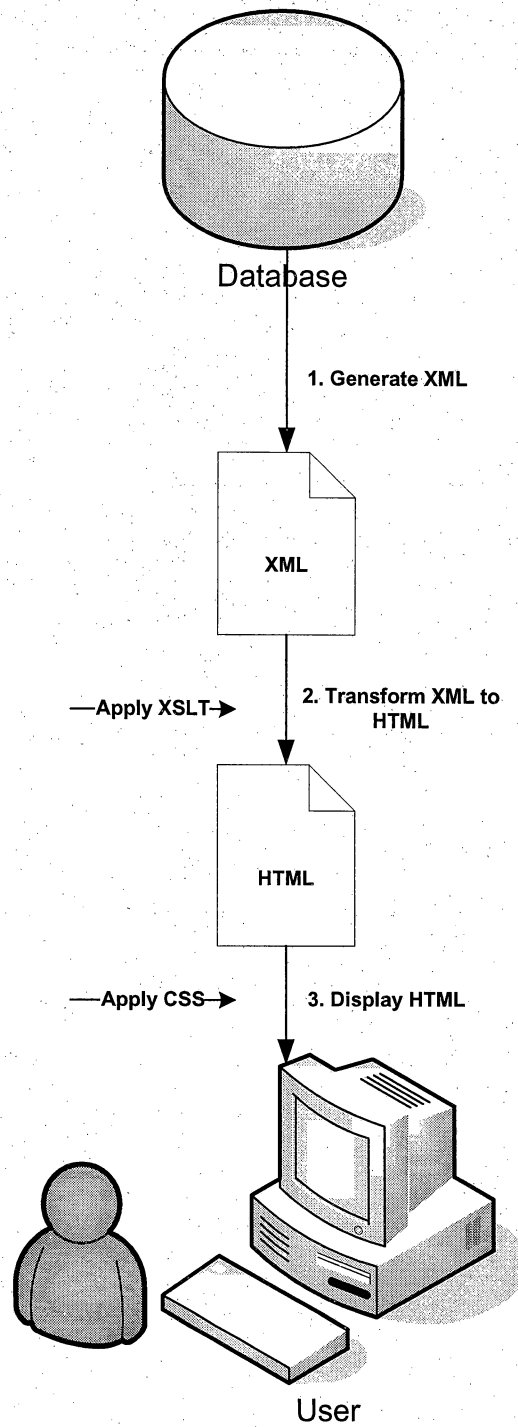 Database
1. Generate XML
XML
Apply XSLT
2. Transform XML to
HTML
HTML
Apply CSS
3. Display HTML
User